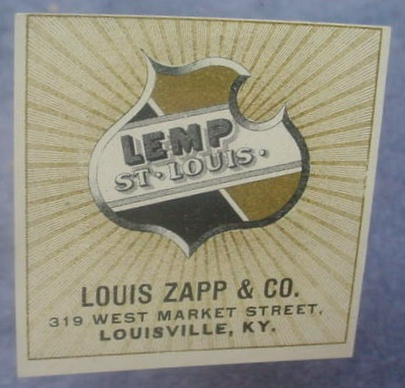 LEMP
ST·LOUIS·
LOUIS ZAPP & CO.
319 WEST MARKET STREET,
LOUISVILLE, KY.